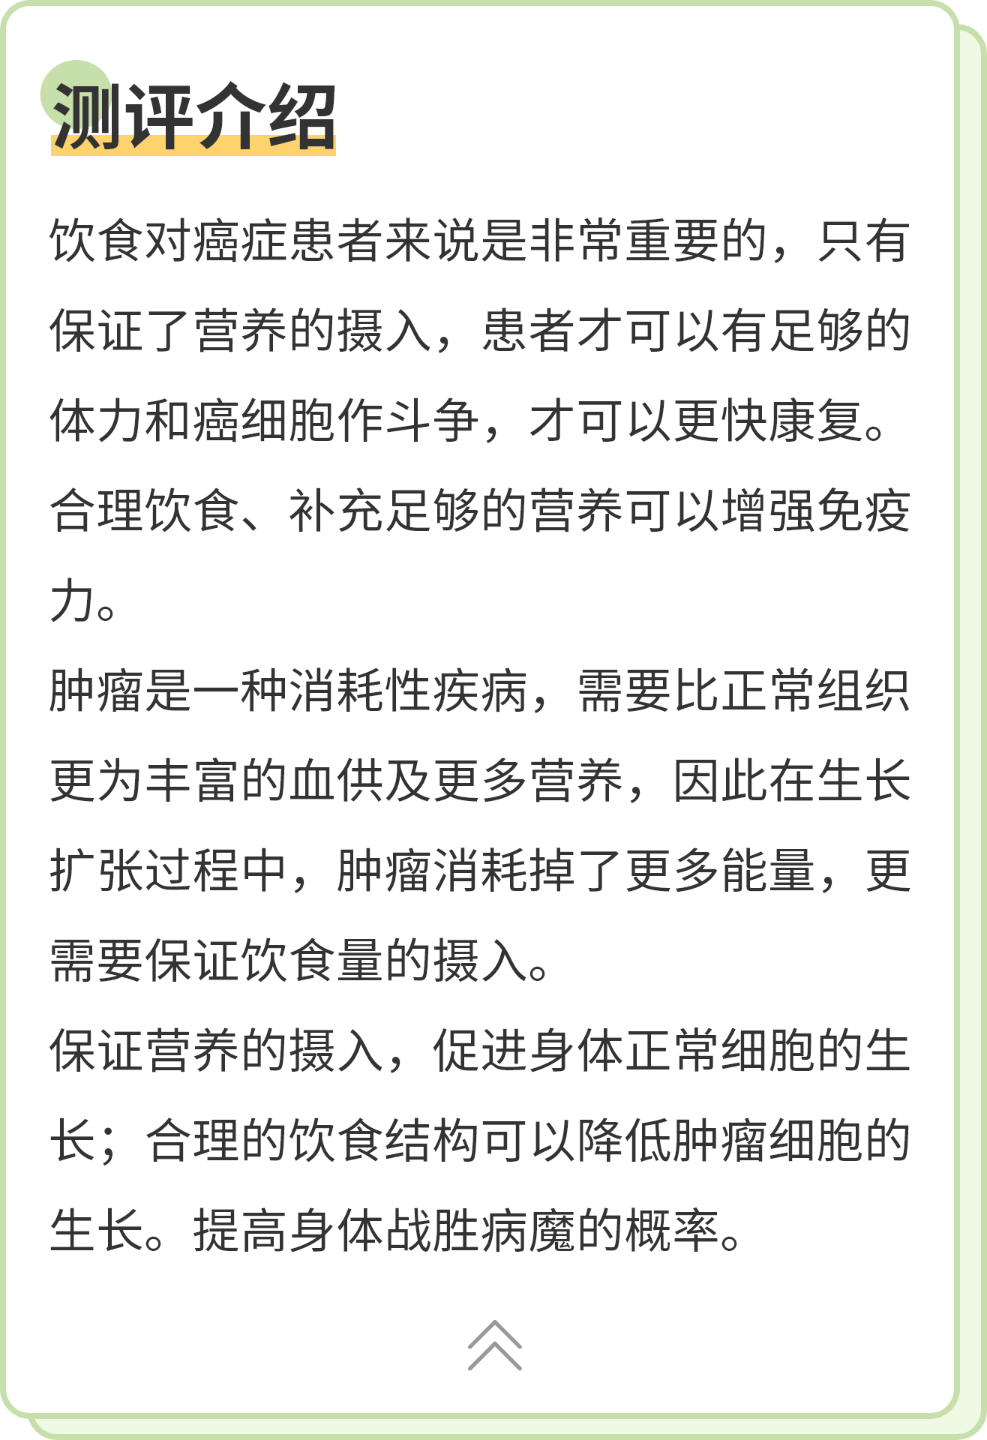 测评介绍
饮食对癌症患者来说是非常重要的，只有
保证了营养的摄入，患者才可以有足够的
体力和癌细胞作斗争，才可以更快康复。
合理饮食、补充足够的营养可以增强免疫
力。
肿瘤是一种消耗性疾病，需要比正常组织
更为丰富的血供及更多营养，因此在生长
扩张过程中，肿瘤消耗掉了更多能量，更
需要保证饮食量的摄入。
保证营养的摄入，促进身体正常细胞的生
长；合理的饮食结构可以降低肿瘤细胞的
生长。提高身体战胜病魔的概率。